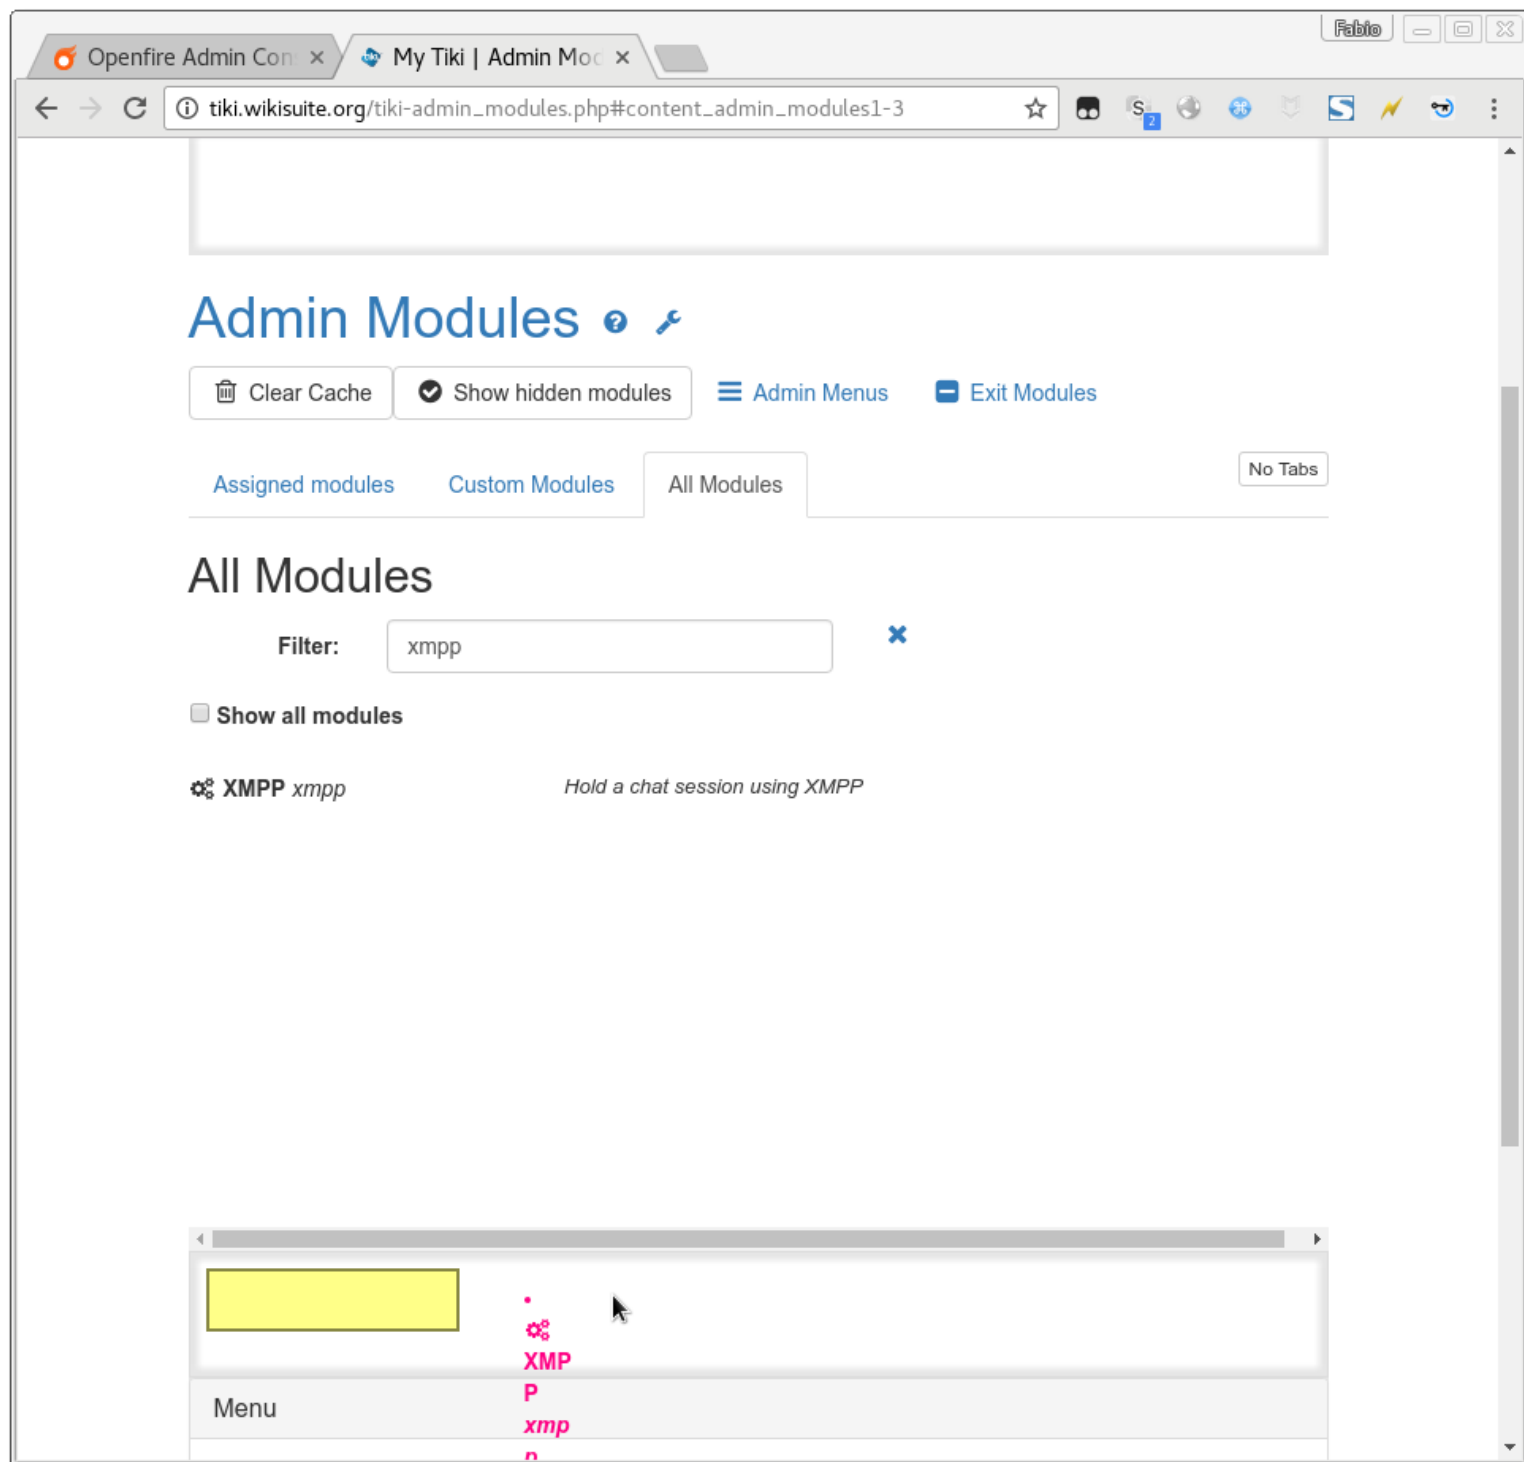 Fabio
Openfire Admin Con
My Tiki | Admin Mod
tiki.wikisuite.org/tiki-admin_modules.php#content_admin_modules1-3
S
2
S
Admin Modules
Clear Cache
Show hidden modules
Admin Menus
Exit Modules
Assigned modules
Custom Modules
All Modules
No Tabs
All Modules
Filter:
xmpp
Show all modules
XMPP xmpp
Hold a chat session using XMPP
XMP
P
xmp
p
Menu